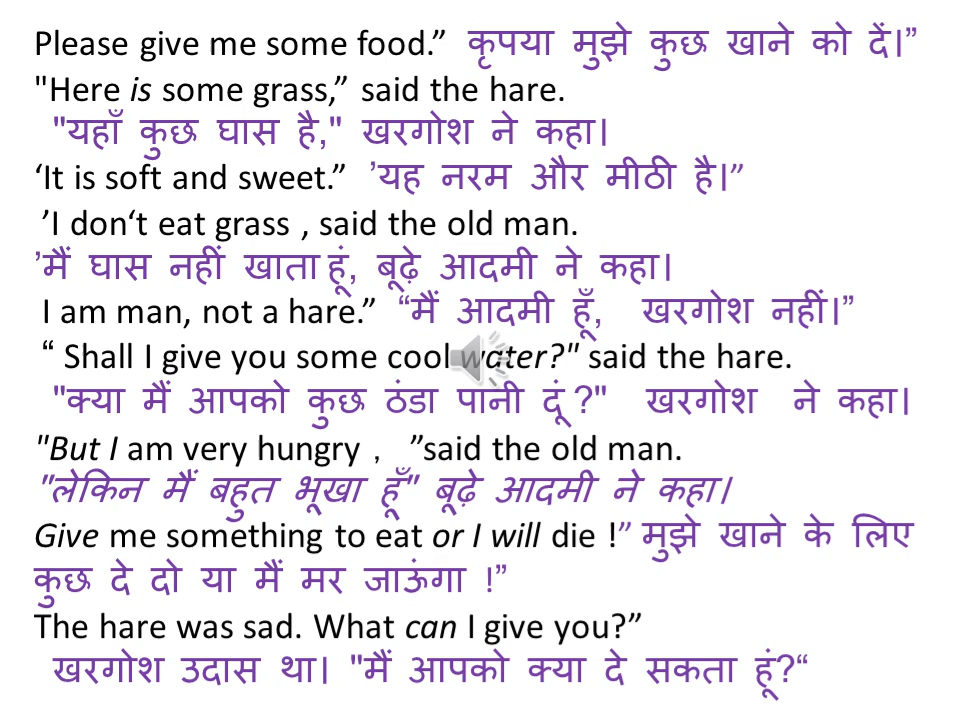 Please give me some food.” कृपया मुझे कुछ खाने को दें।”
"Here is some grass,” said the hare.
"यहाँ कुछ घास है," खरगोश ने कहा।
‘It is soft and sweet.” ’यह नरम और मीठी है।”
’I don‘t eat grass , said the old man.
’मैं घास नहीं खाता हूं, बूढ़े आदमी ने कहा।
I am man, not a hare.” “मैं आदमी हूँ, खरगोश नहीं।”
“ Shall I give you some cool water?" said the hare.
"क्या मैं आपको कुछ ठंडा पानी दूं ?" खरगोश ने कहा।
"But I am very hungry , ”said the old man.
"लेकिन मैं बहुत भूखा हूँ" बूढ़े आदमी ने कहा।
Give me something to eat or I will die !” मुझे खाने के लिए
कुछ दे दो या मैं मर जाऊंगा !”
The hare was sad. What can I give you?”
खरगोश उदास था। "मैं आपको क्या दे सकता हूं?“